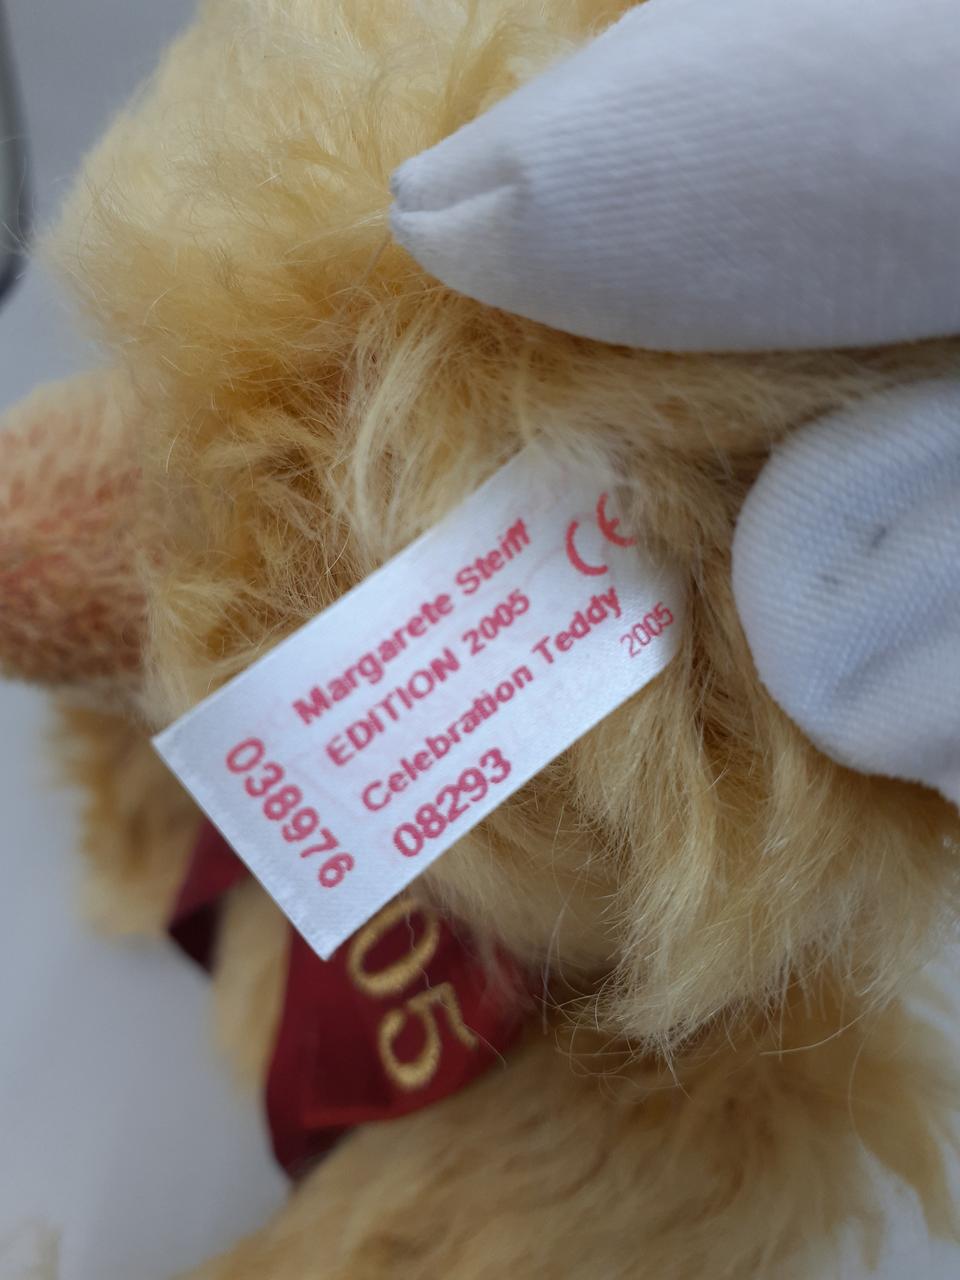 Margarete Steiff
EDITION 2005
Celebration Teddy
2005
08293
038976
CE
05